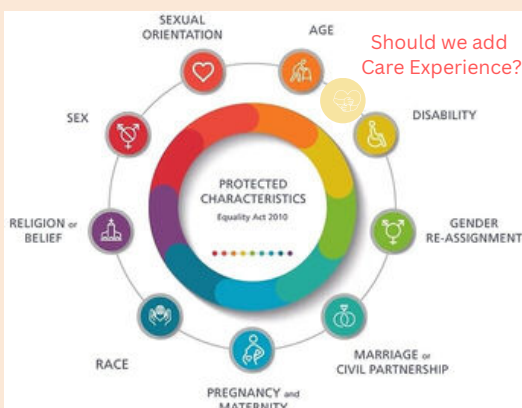 SEXUAL
ORIENTATION
AGE
Should we add
Care Experience?
DISABILITY
SEX
PROTECTED
CHARACTERISTICS
Equality Act 2010
RELIGION or
BELIEF
GENDER
RE-ASSIGNMENT
RACE
MARRIAGE or
CIVIL PARTNERSHIP
PREGNANCY and
MATERNITY